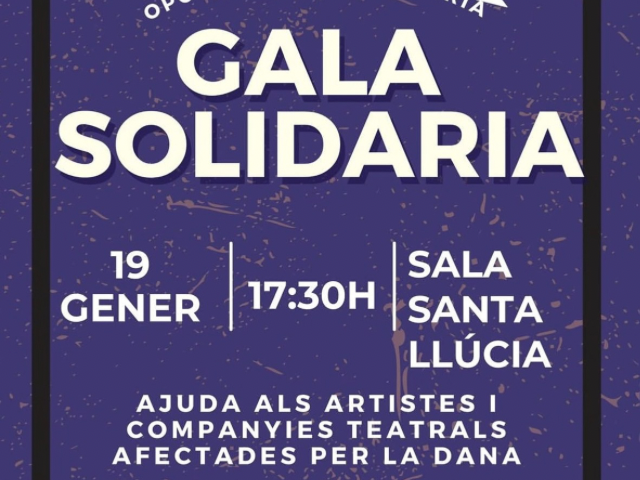 GALA
SOLIDARIA
19
GENER
17:30H
SALA
SANTA
LLÚCIA
AJUDA ALS ARTISTES I
COMPANYIES TEATRALS
AFECTADES PER LA DANA